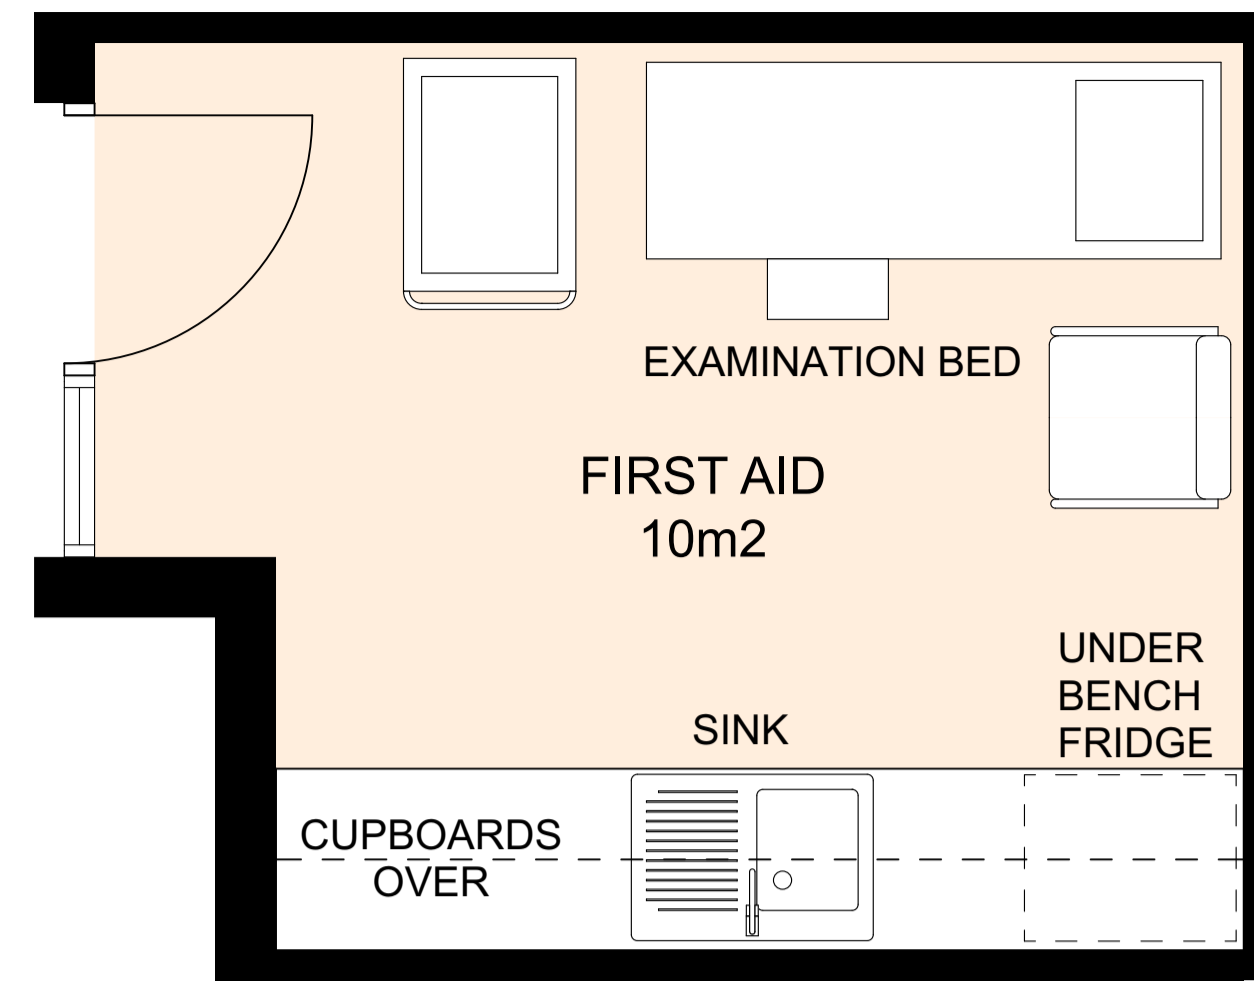 EXAMINATION BED
FIRST AID
10m2
UNDER
BENCH
FRIDGE
SINK
CUPBOARDS
OVER